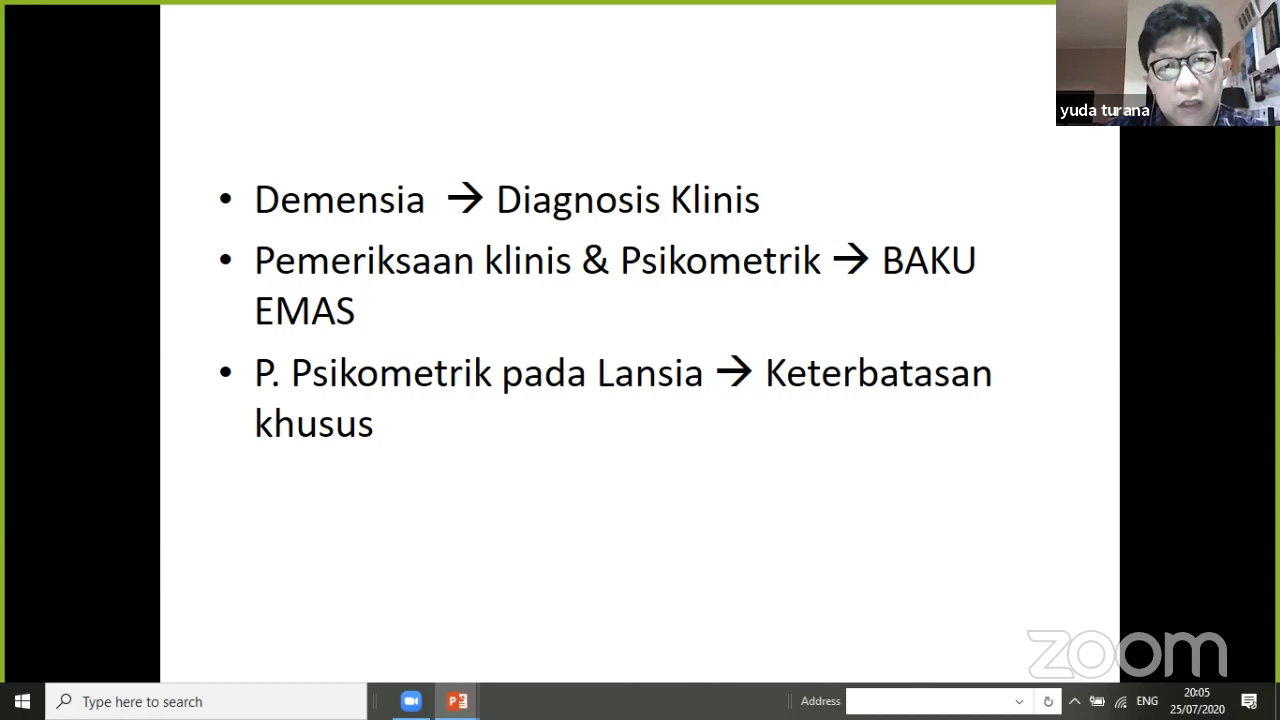 yuda turana
• Demensia → Diagnosis Klinis
• Pemeriksaan klinis & Psikometrik → BAKU
EMAS
• P. Psikometrik pada Lansia → Keterbatasan
khusus
zoom
Type here to search
Address
ENG
20:05
25/07/2020